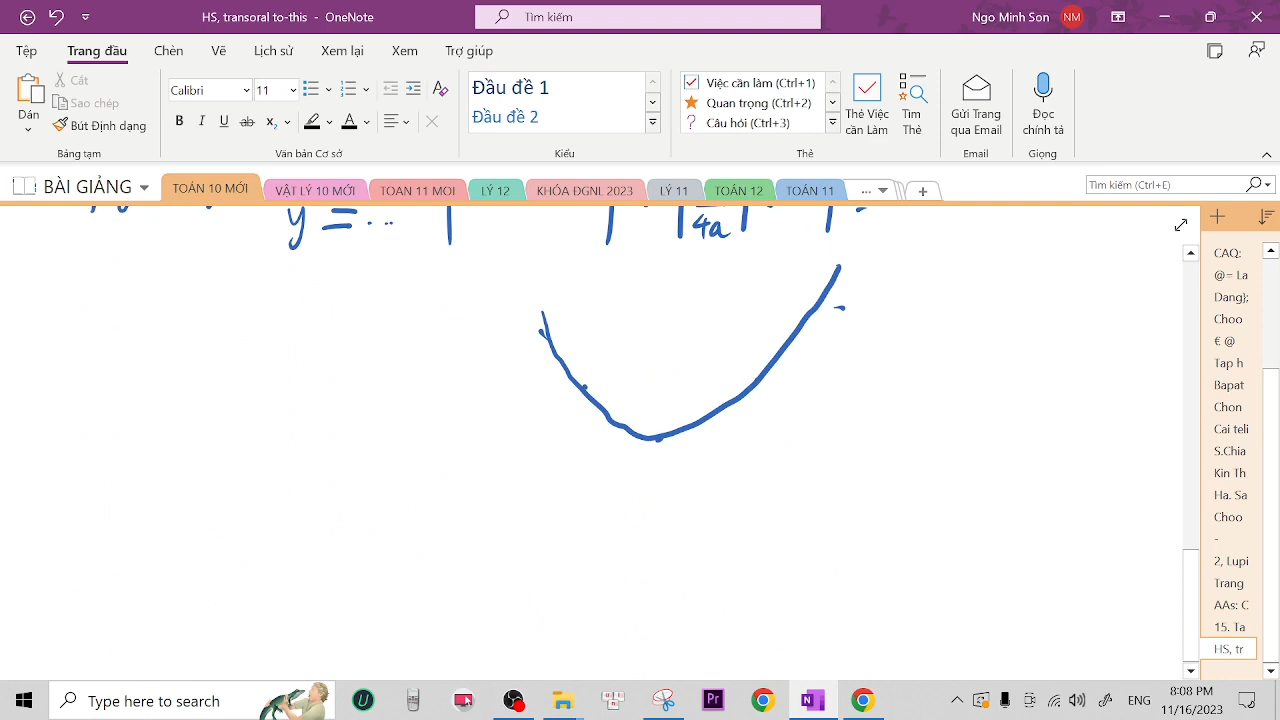 HS, transoral to-this - OneNote
Tìm kiếm
Ngo Minh Son
NM
Tệp
Trang đầu
Chèn
Vẽ
Lịch sử
Xem lại
Xem
Trợ giúp
Dán
Cắt
Sao chép
Bút Định dạng
Bảng tạm
Calibri
11
B I U ab x₂ A A
Văn bản Cơ sở
Đầu đề 1
Đầu đề 2
Kiểu
Việc cần làm (Ctrl+1)
Quan trọng (Ctrl+2)
? Câu hỏi (Ctrl+3)
Thẻ Việc cần Làm
Tìm Thẻ
Thẻ
Gửi Trang qua Email
Email
Đọc chính tả
Giọng
BÀI GIẢNG
TOÁN 10 MỚI
VẬT LÝ 10 MỚI
TOAN 11 MOI
LÝ 12
KHÓA ĐGNL 2023
LÝ 11
TOÁN 12
TOÁN 11
...
Tìm kiếm (Ctrl+E)
y = ...
4a
CAQ:
@= La
Dang};
Choo
€ @
Tap h
Bapat
Chon
Cai teli
S.Chia
Kin Th
Ha. Sa
Choo
-
2, Lupi
Trang
AAs: C
15. Ta
HS, tr
Type here to search
Pr
N
ENG
8:08 PM
11/16/2023